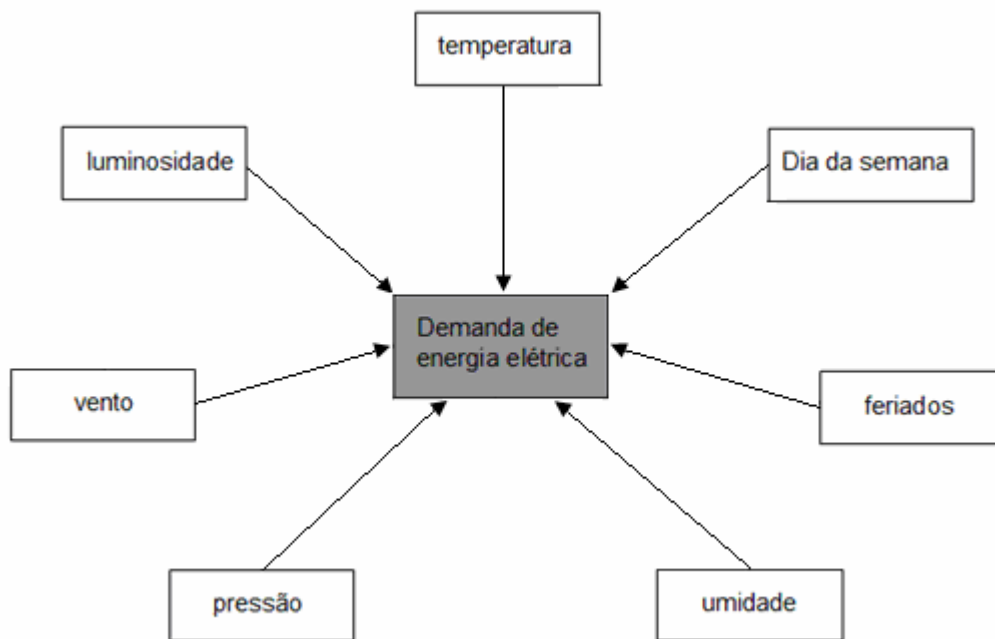 temperatura
luminosidade
Dia da semana
Demanda de
energia elétrica
vento
feriados
pressão
umidade